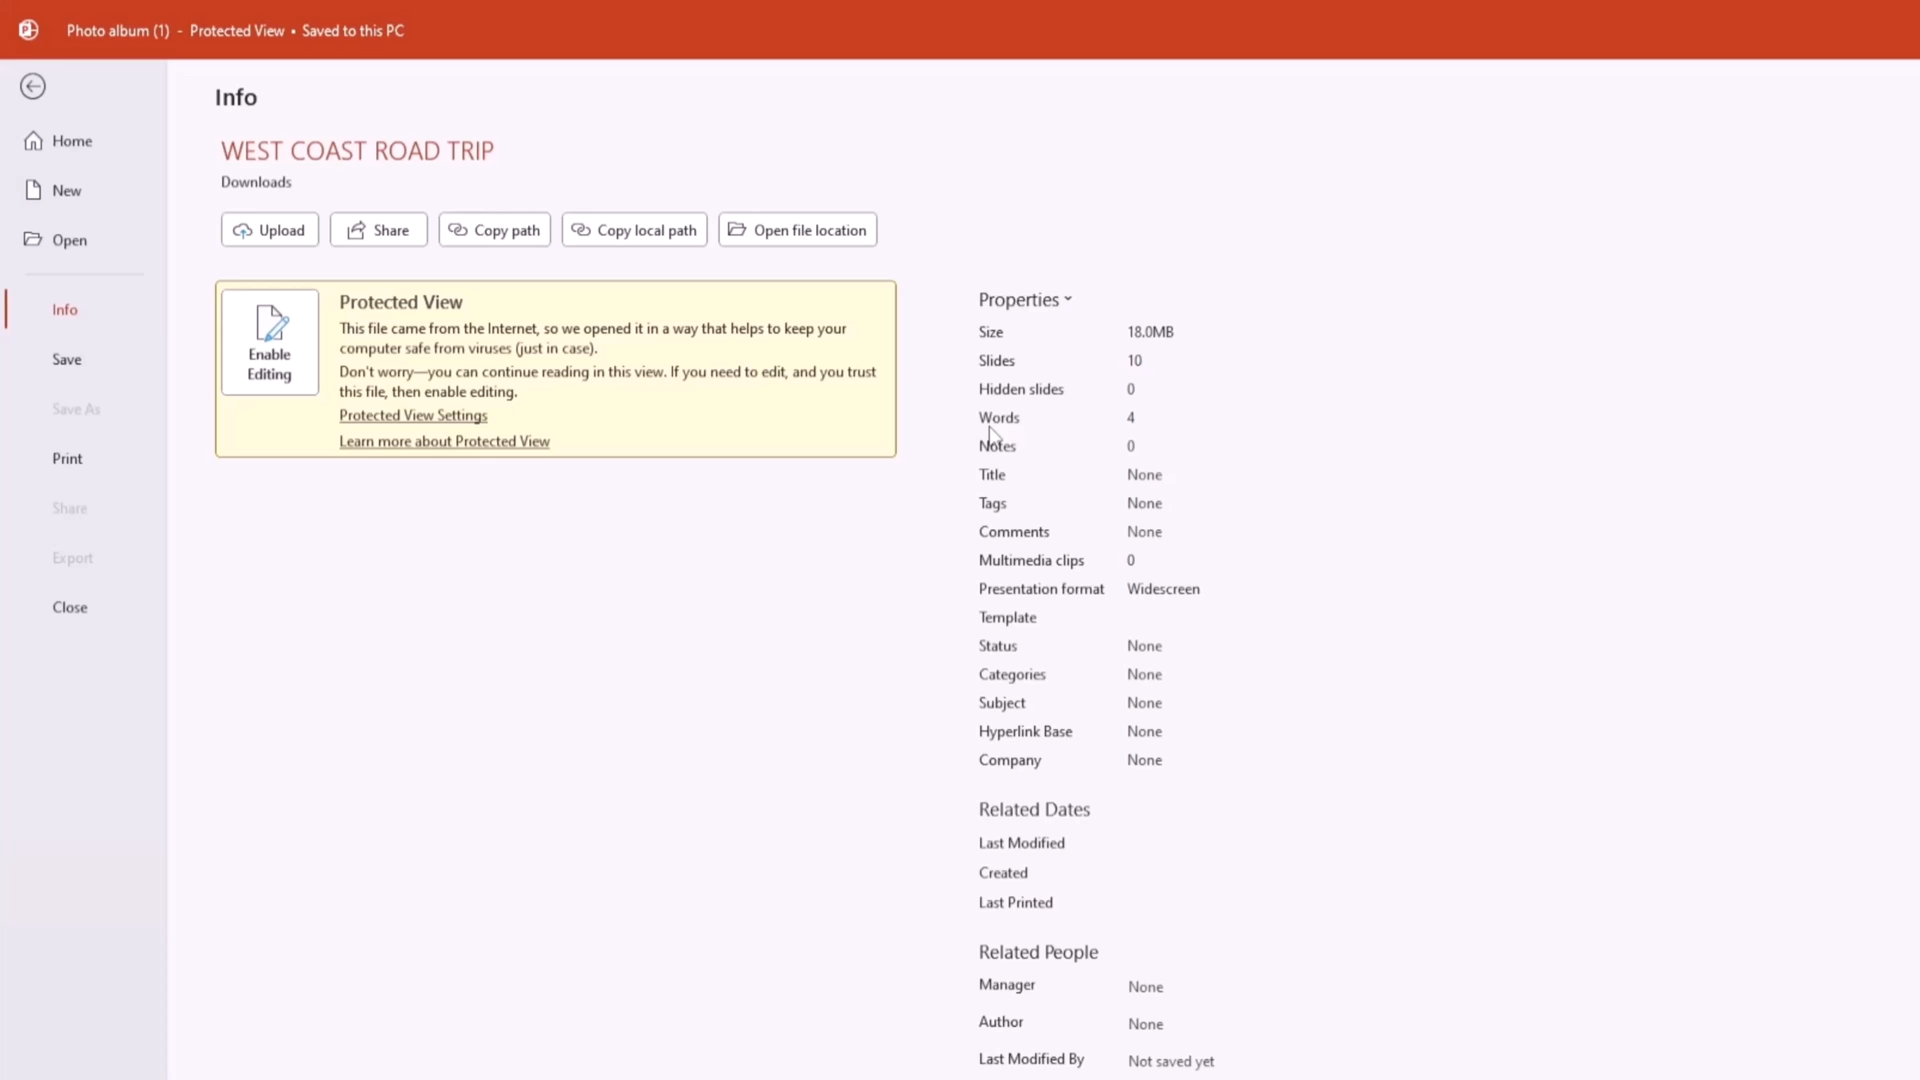 Photo album (1) - Protected View • Saved to this PC
Info
Home
New
Open
Info
Save
Save As
Print
Share
Export
Close
WEST COAST ROAD TRIP
Downloads
Upload Share Copy path Copy local path Open file location
Enable
Editing
Protected View
This file came from the Internet, so we opened it in a way that helps to keep your
computer safe from viruses (just in case).
Don't worry—you can continue reading in this view. If you need to edit, and you trust
this file, then enable editing.
Protected View Settings
Learn more about Protected View
Properties
Size 18.0MB
Slides 10
Hidden slides 0
Words 4
Notes 0
Title None
Tags None
Comments None
Multimedia clips 0
Presentation format Widescreen
Template
Status None
Categories None
Subject None
Hyperlink Base None
Company None
Related Dates
Last Modified
Created
Last Printed
Related People
Manager None
Author None
Last Modified By Not saved yet